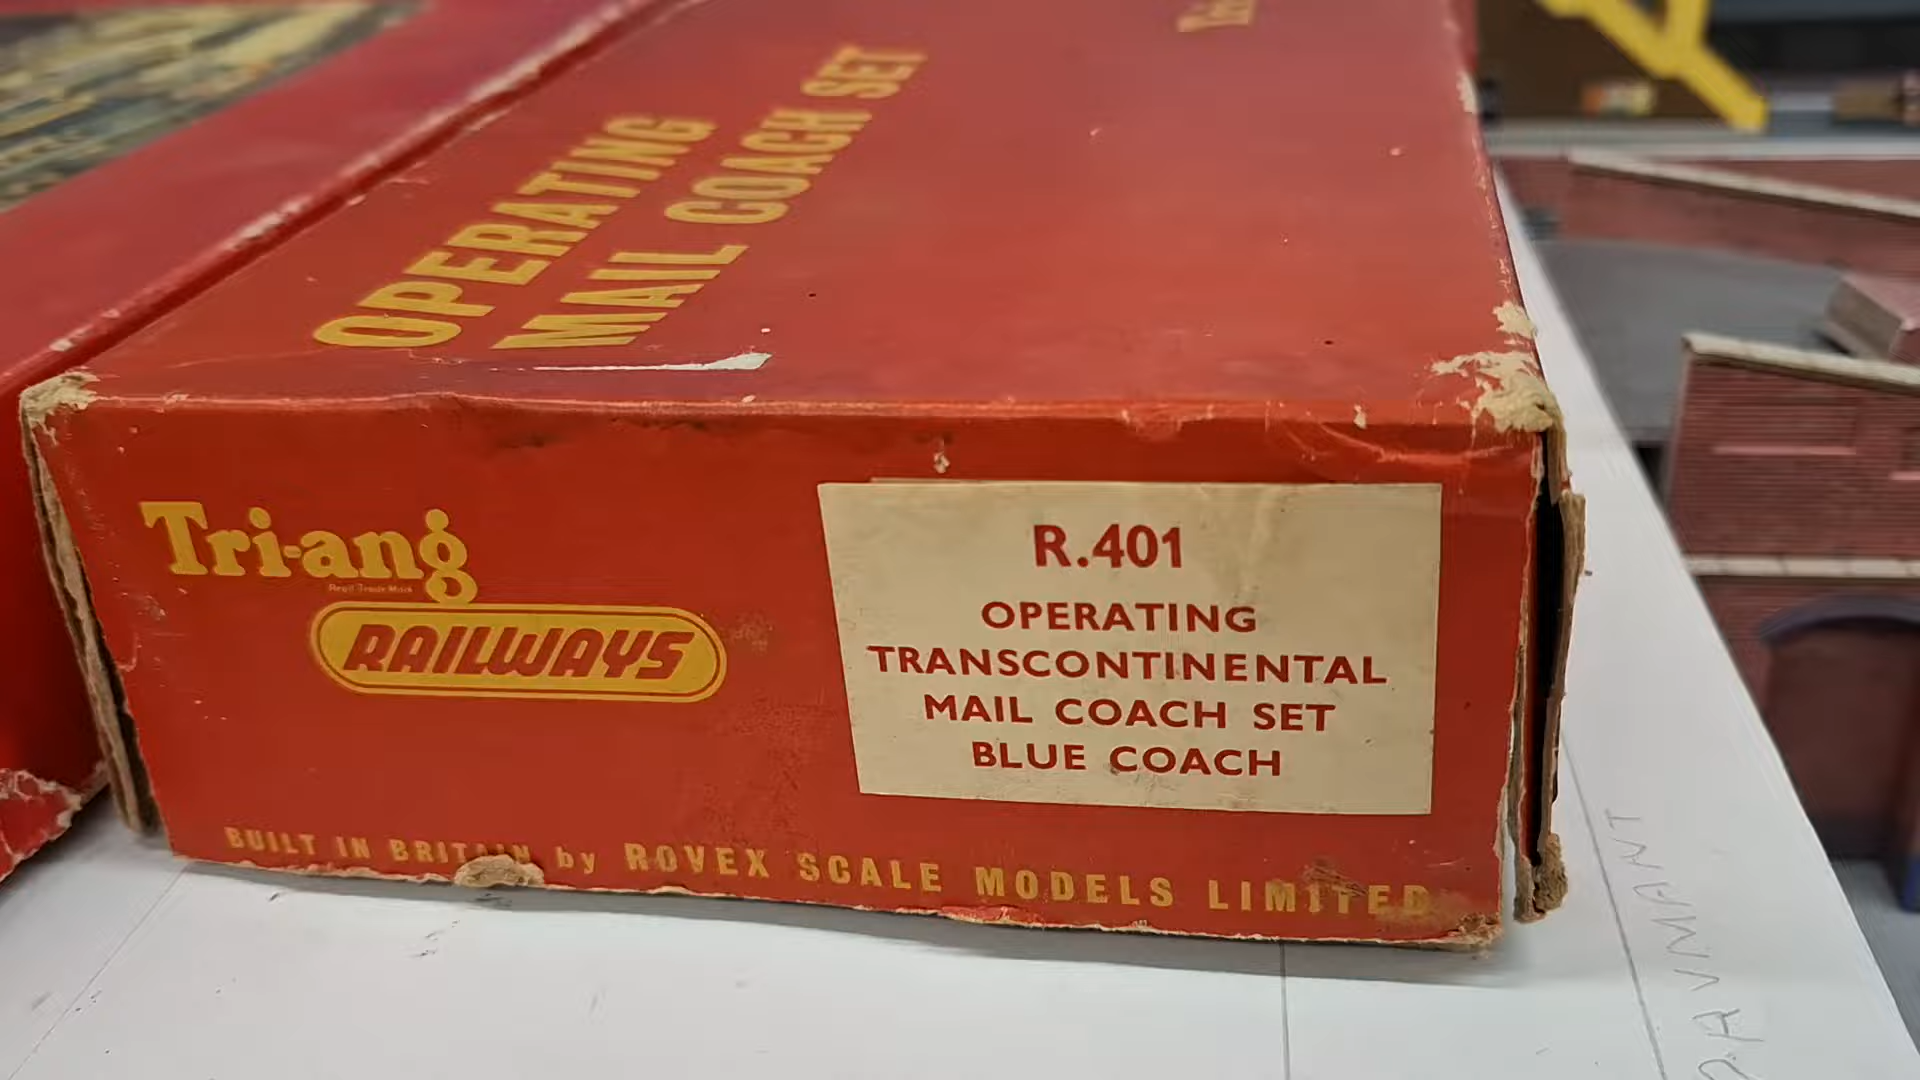 OPERATING
MAIL COACH SET
Tri-ang
Regd Trade Mark
RAILWAYS
R.401
OPERATING
TRANSCONTINENTAL
MAIL COACH SET
BLUE COACH
BUILT IN BRITAIN by ROVEX SCALE MODELS LIMITED